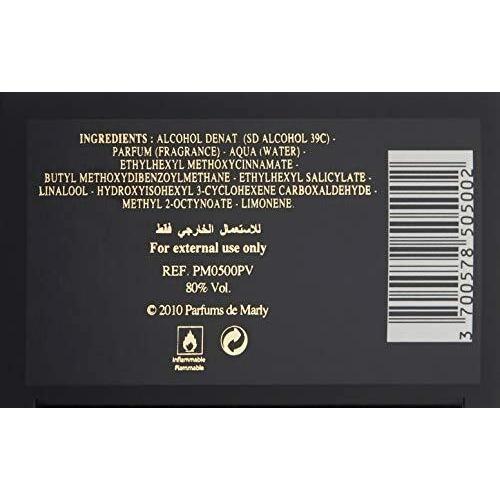 INGREDIENTS : ALCOHOL DENAT (SD ALCOHOL 39C) -
PARFUM (FRAGRANCE) - AQUA (WATER) -
ETHYLHEXYL METHOXYCINNAMATE -
BUTYL METHOXYDIBENZOYLMETHANE - ETHYLHEXYL SALICYLATE -
LINALOOL - HYDROXYISOHEXYL 3-CYCLOHEXENE CARBOXALDEHYDE -
METHYL 2-OCTYNOATE - LIMONENE.
للاستعمال الخارجي فقط
For external use only
REF. PM0500PV
80% Vol.
© 2010 Parfums de Marly
Inflammable
Flammable
3 700578 505002